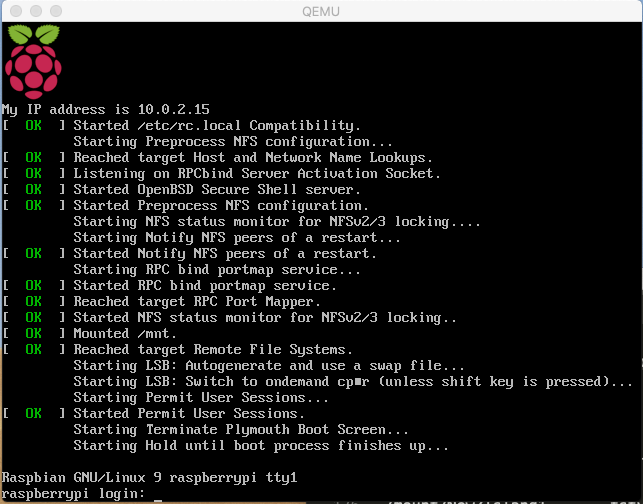 QEMU
My IP address is 10.0.2.15
[  OK  ] Started /etc/rc.local Compatibility.
         Starting Preprocess NFS configuration...
[  OK  ] Reached target Host and Network Name Lookups.
[  OK  ] Listening on RPCbind Server Activation Socket.
[  OK  ] Started OpenBSD Secure Shell server.
[  OK  ] Started Preprocess NFS configuration.
         Starting NFS status monitor for NFSv2/3 locking....
         Starting Notify NFS peers of a restart...
[  OK  ] Started Notify NFS peers of a restart.
         Starting RPC bind portmap service...
[  OK  ] Started RPC bind portmap service.
[  OK  ] Reached target RPC Port Mapper.
[  OK  ] Started NFS status monitor for NFSv2/3 locking..
[  OK  ] Mounted /mnt.
[  OK  ] Reached target Remote File Systems.
         Starting LSB: Autogenerate and use a swap file...
         Starting LSB: Switch to ondemand cp■r (unless shift key is pressed)...
         Starting Permit User Sessions...
[  OK  ] Started Permit User Sessions.
         Starting Terminate Plymouth Boot Screen...
         Starting Hold until boot process finishes up...
Raspbian GNU/Linux 9 raspberrypi tty1
raspberrypi login: _